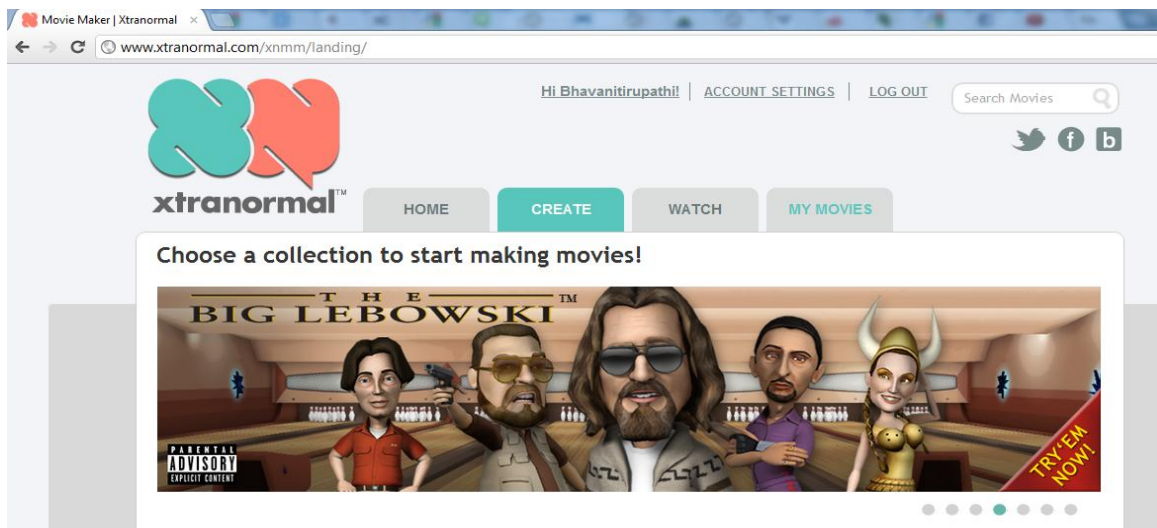 Movie Maker | Xtranormal
www.xtranormal.com/xnmm/landing/
Hi Bhavanitirupathi! | ACCOUNT SETTINGS | LOG OUT
Search Movies
xtranormal™
HOME
CREATE
WATCH
MY MOVIES
Choose a collection to start making movies!
THE
BIG LEBOWSKI™
PARENTAL
ADVISORY
EXPLICIT CONTENT
TRY'EM
NOW!